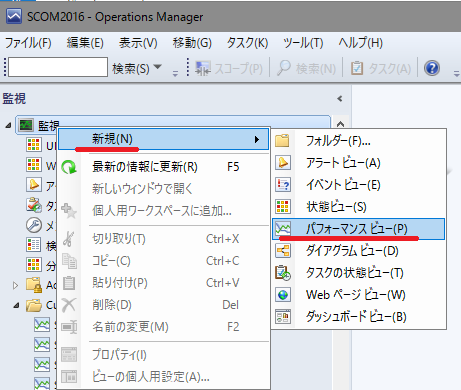 SCOM2016 - Operations Manager
ファイル(F) 編集(E) 表示(V) 移動(G) タスク(K) ツール(T) ヘルプ(H)
検索(S) スコープ(P) 検索(N) タスク(A)
監視
監視
新規(N)
最新の情報に更新(R) F5
新しいウィンドウで開く
個人用ワークスペースに追加...
切り取り(T) Ctrl+X
コピー(C) Ctrl+C
貼り付け(P) Ctrl+V
削除(D) Del
名前の変更(M) F2
プロパティ(I)
ビューの個人用設定(A)...
フォルダー(F)...
アラート ビュー(A)
イベント ビュー(E)
状態ビュー(S)
パフォーマンス ビュー(P)
ダイアグラム ビュー(D)
タスクの状態ビュー(T)
Web ページ ビュー(W)
ダッシュボード ビュー(B)